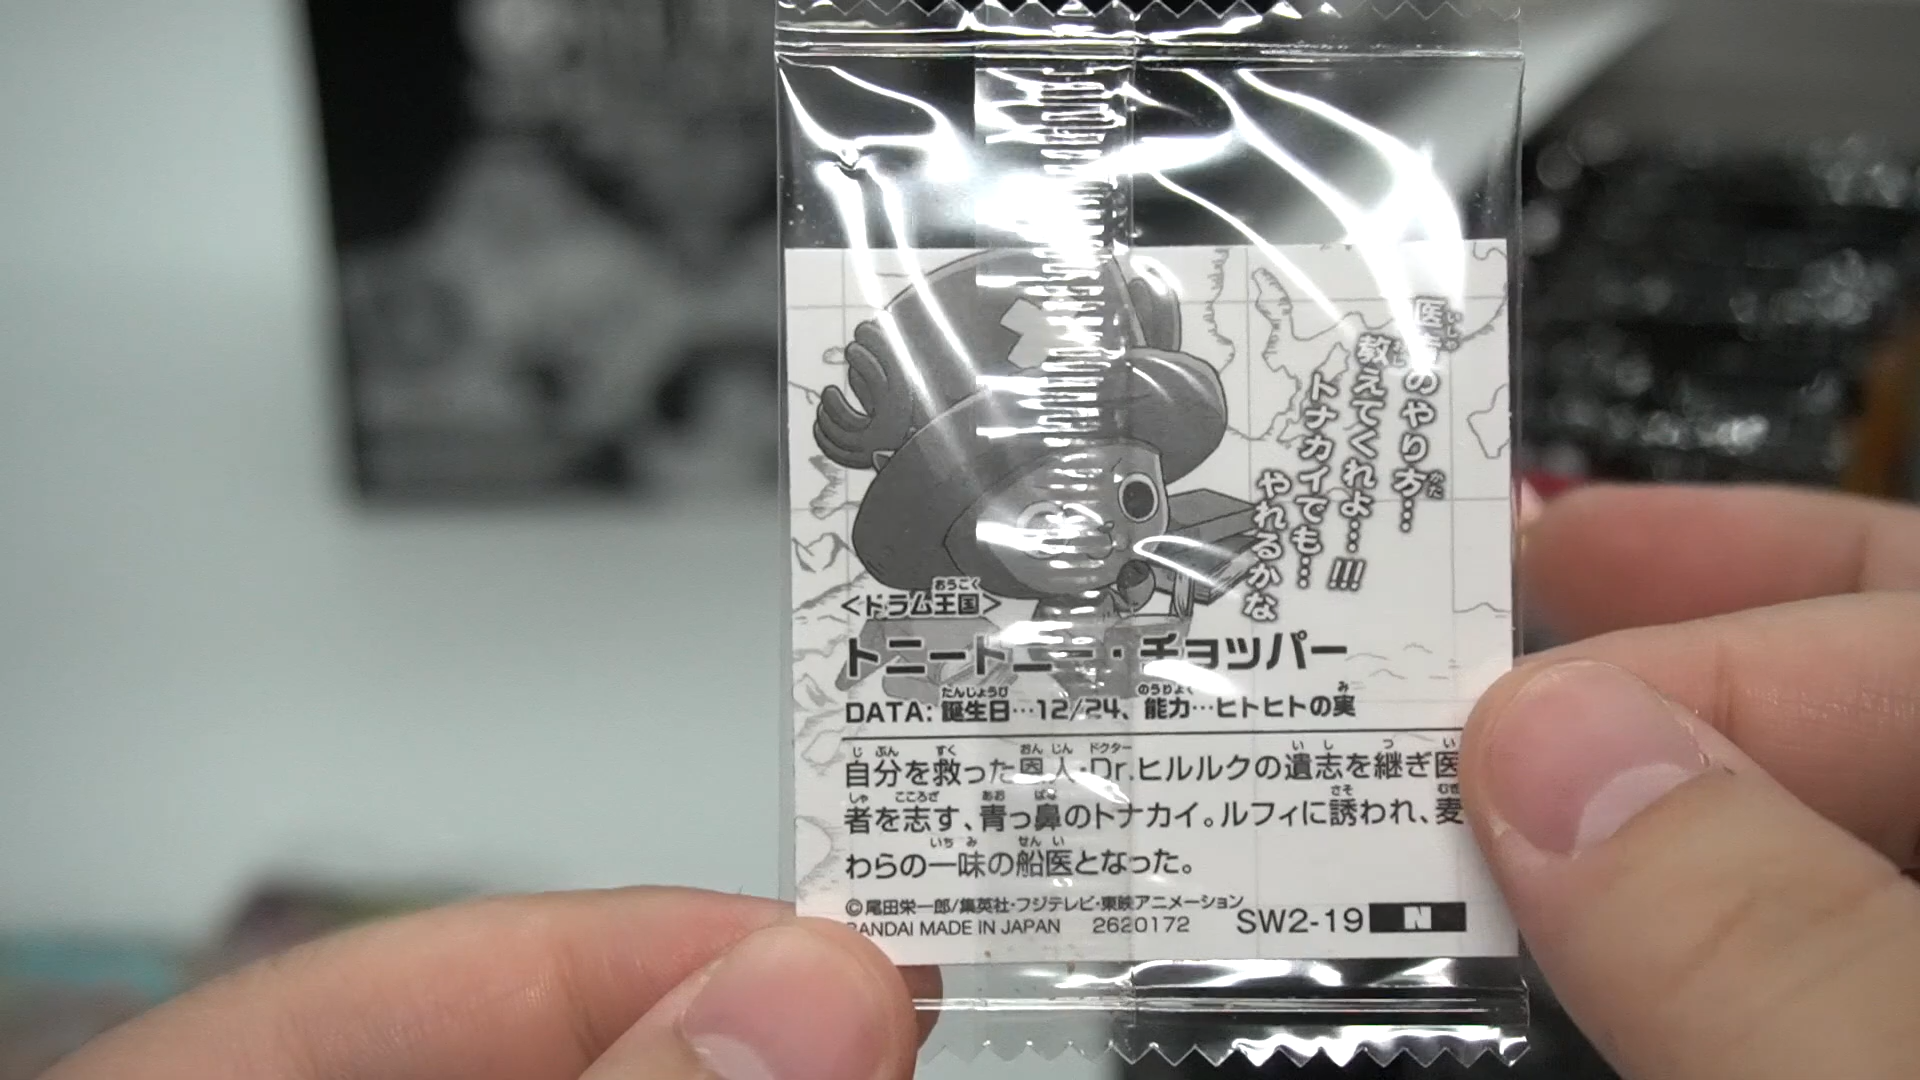 医者のやり方…
教えてくれよ…!!!
トナカイでも…
やれるかな
<ドラム王国>
トニートニー・チョッパー
DATA: 誕生日…12/24、能力…ヒトヒトの実
自分を救った恩人・Dr.ヒルルクの遺志を継ぎ医
者を志す、青っ鼻のトナカイ。ルフィに誘われ、麦
わらの一味の船医となった。
©尾田栄一郎/集英社・フジテレビ・東映アニメーション
BANDAI MADE IN JAPAN 2620172 SW2-19 N